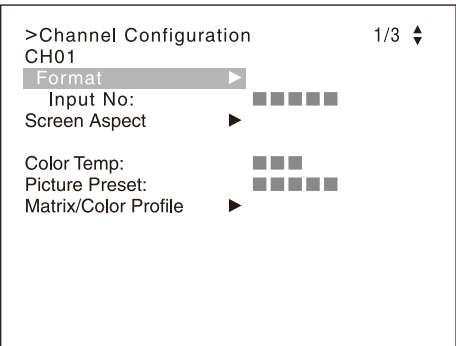 >Channel Configuration 1/3
CH01
Format ▶
Input No: ■■■■■
Screen Aspect ▶
Color Temp: ■■■
Picture Preset: ■■■■■
Matrix/Color Profile ▶